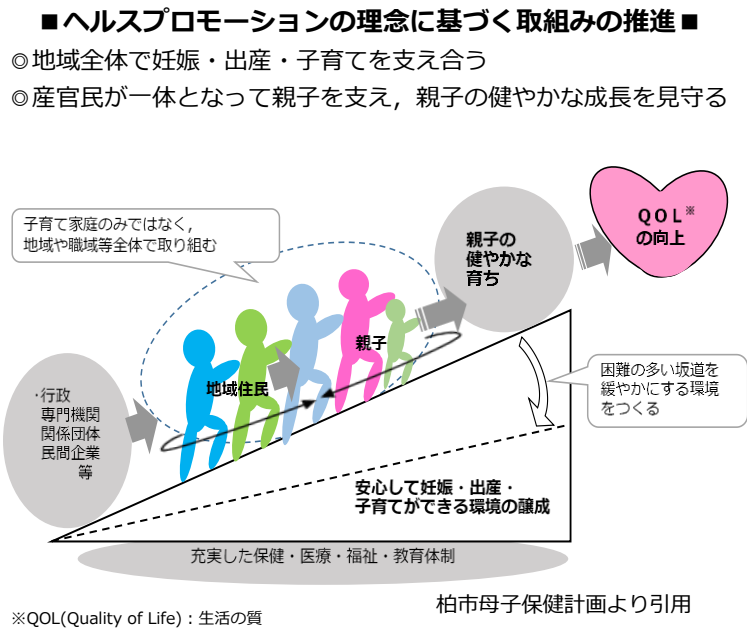 ■ヘルスプロモーションの理念に基づく取組みの推進■
◎地域全体で妊娠・出産・子育てを支え合う
◎産官民が一体となって親子を支え，親子の健やかな成長を見守る
子育て家庭のみではなく，
地域や職域等全体で取り組む
QOL※
の向上
親子の
健やかな
育ち
親子
地域住民
・行政
専門機関
関係団体
民間企業
等
困難の多い坂道を
緩やかにする環境
をつくる
安心して妊娠・出産・
子育てができる環境の醸成
充実した保健・医療・福祉・教育体制
柏市母子保健計画より引用
※QOL(Quality of Life)：生活の質